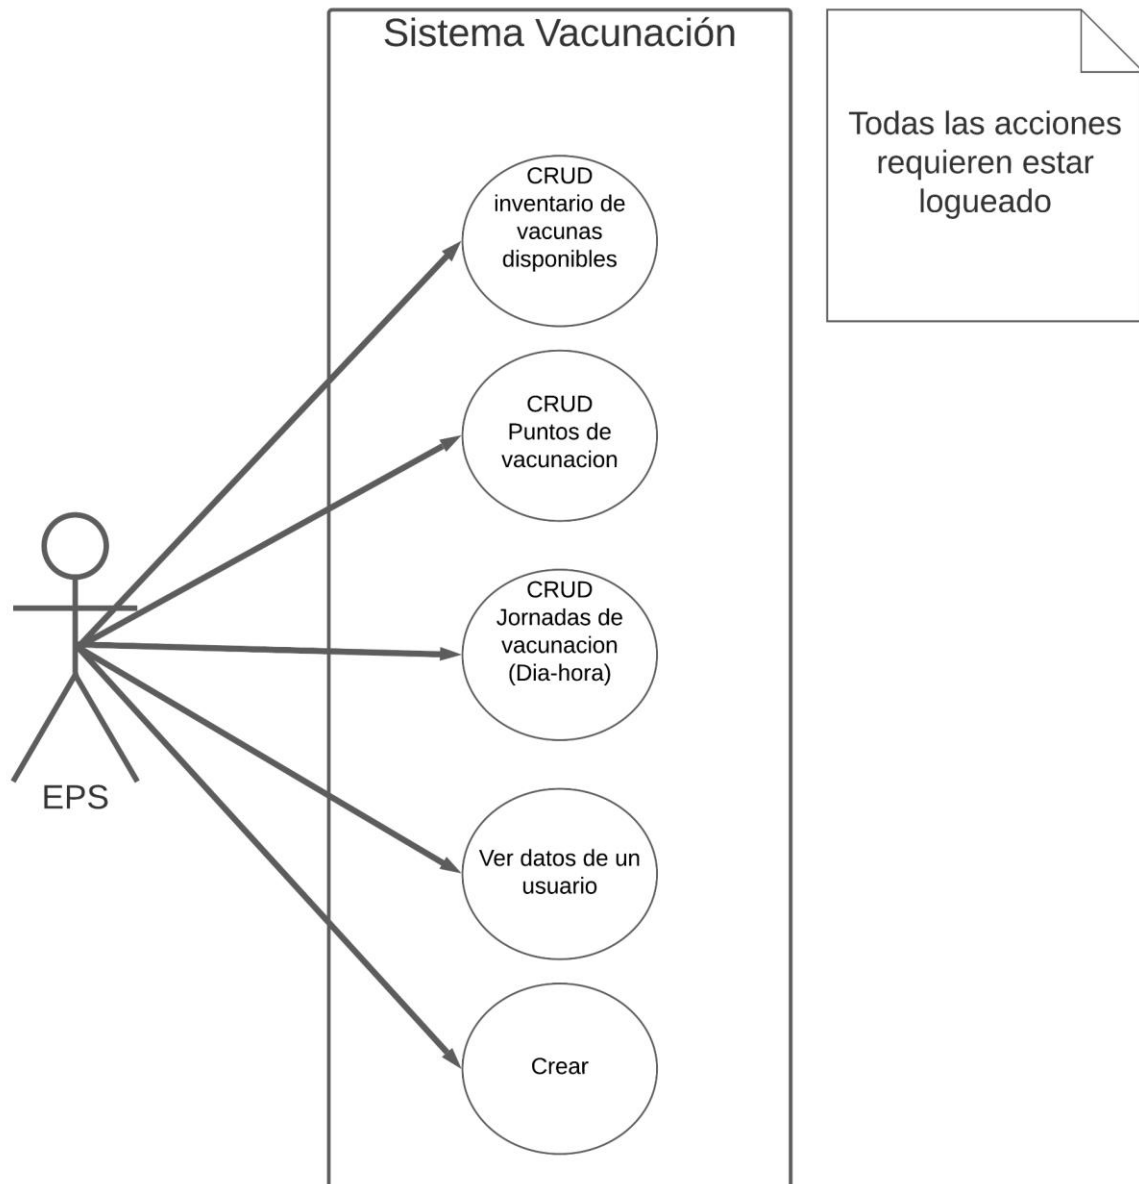 Sistema Vacunación
Todas las acciones
requieren estar
logueado
CRUD
inventario de
vacunas
disponibles
CRUD
Puntos de
vacunacion
CRUD
Jornadas de
vacunacion
(Dia-hora)
EPS
Ver datos de un
usuario
Crear